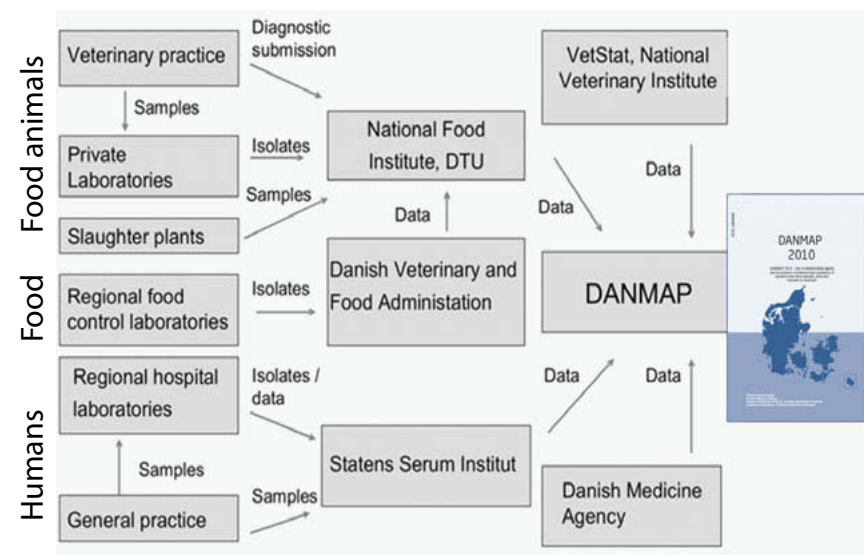 Food animals
Food
Humans
Veterinary practice
Diagnostic
submission
Samples
Private
Laboratories
Isolates
Samples
Slaughter plants
National Food
Institute, DTU
Data
Regional food
control laboratories
Isolates
Danish Veterinary and
Food Administation
Regional hospital
laboratories
Isolates /
data
Samples
General practice
Samples
Statens Serum Institut
VetStat, National
Veterinary Institute
Data
Data
DANMAP
Data
Data
Danish Medicine
Agency
DANMAP
2010